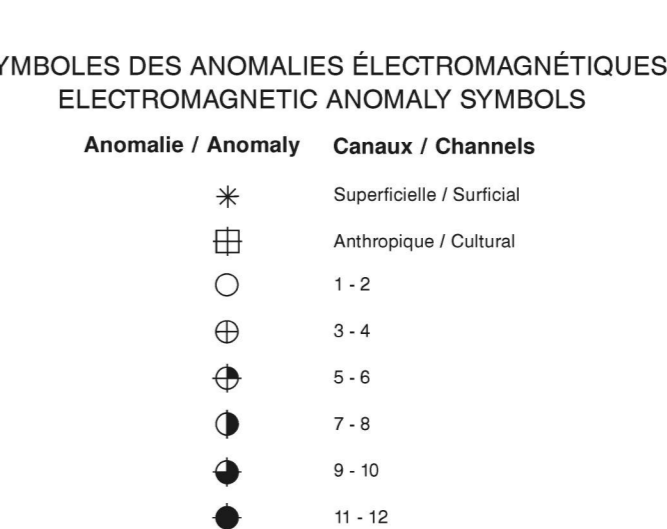 YMBOLES DES ANOMALIES ÉLECTROMAGNÉTIQUES
ELECTROMAGNETIC ANOMALY SYMBOLS
Anomalie / Anomaly Canaux / Channels
Superficielle / Surficial
Anthropique / Cultural
1 - 2
3 - 4
5 - 6
7 - 8
9 - 10
11 - 12